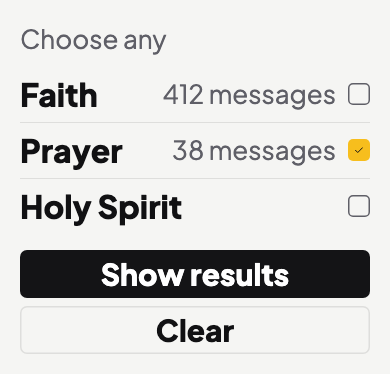 Choose any
Faith 412 messages
Prayer 38 messages
Holy Spirit
Show results
Clear